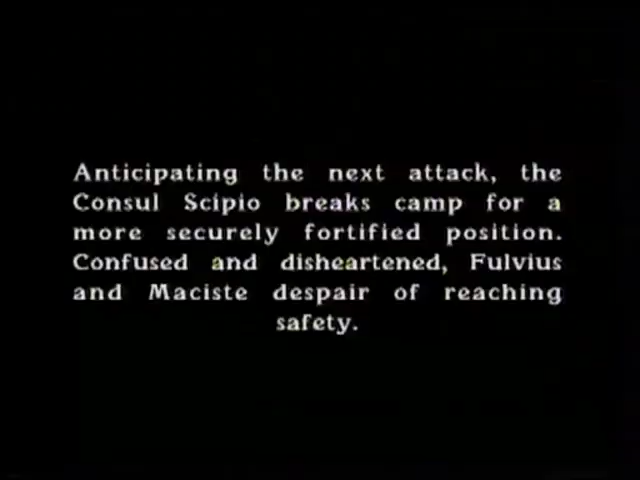 Anticipating the next attack, the
Consul Scipio breaks camp for a
more securely fortified position.
Confused and disheartened, Fulvius
and Maciste despair of reaching
safety.